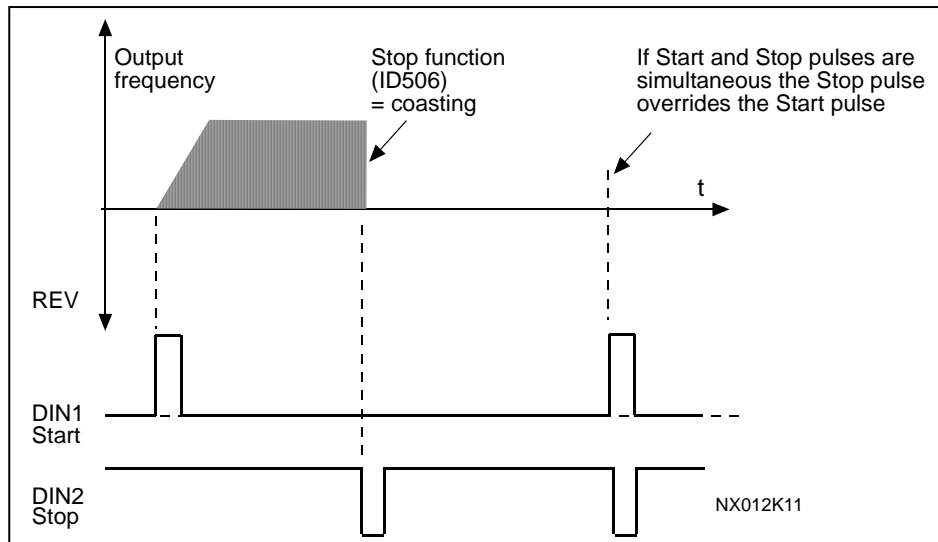 Output
frequency
Stop function
(ID506)
= coasting
If Start and Stop pulses are
simultaneous the Stop pulse
overrides the Start pulse
t
REV
DIN1
Start
DIN2
Stop
NX012K11